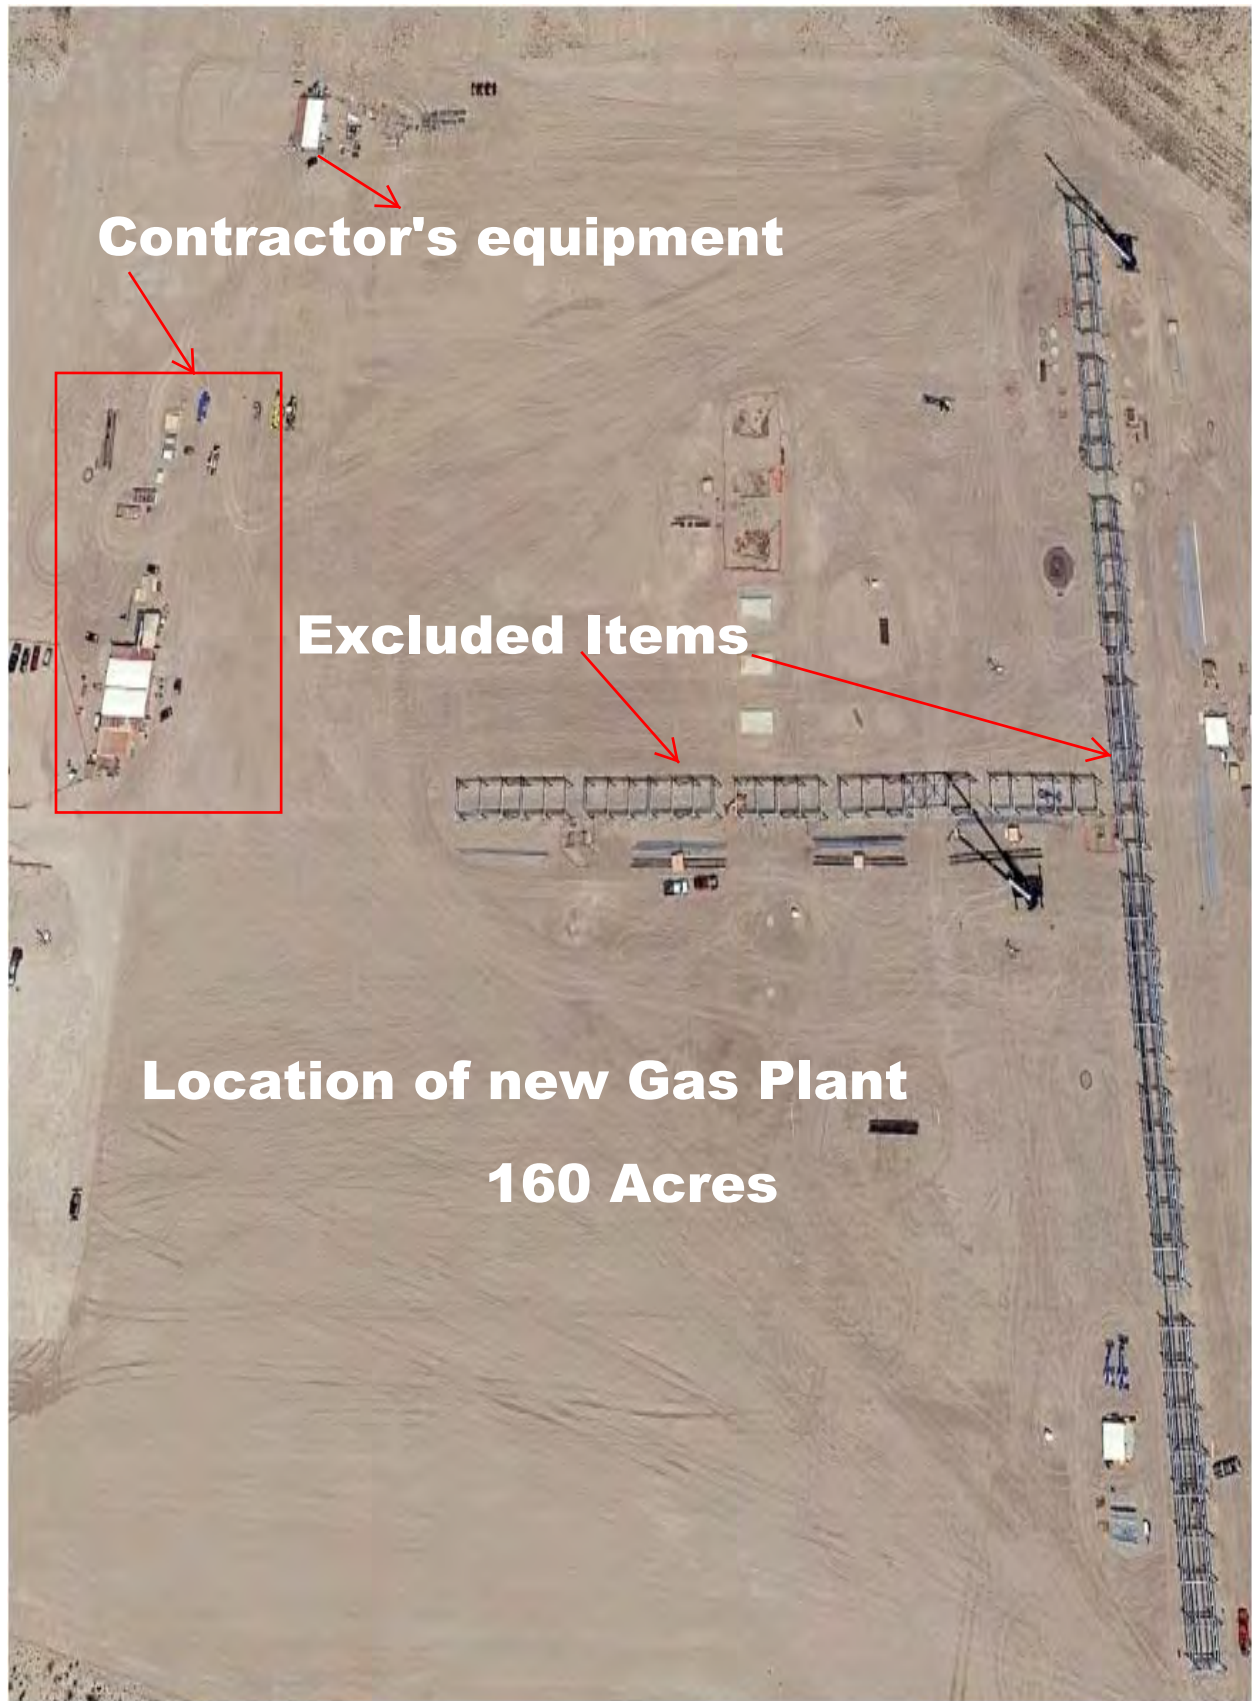 Contractor's equipment
Excluded Items
Location of new Gas Plant
160 Acres